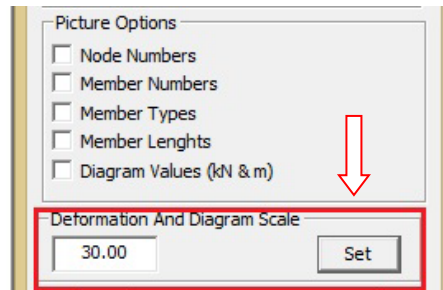 Picture Options
Node Numbers
Member Numbers
Member Types
Member Lenghts
Diagram Values (kN & m)
Deformation And Diagram Scale
30.00 Set